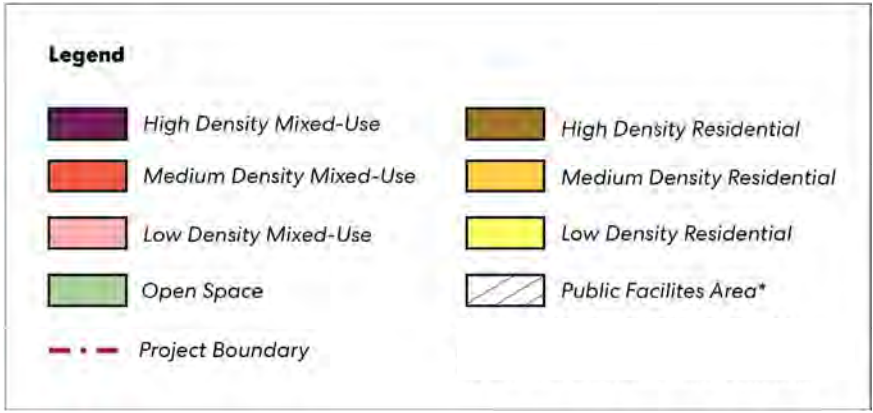 Legend
High Density Mixed-Use
Medium Density Mixed-Use
Low Density Mixed-Use
Open Space
Project Boundary
High Density Residential
Medium Density Residential
Low Density Residential
Public Facilites Area*